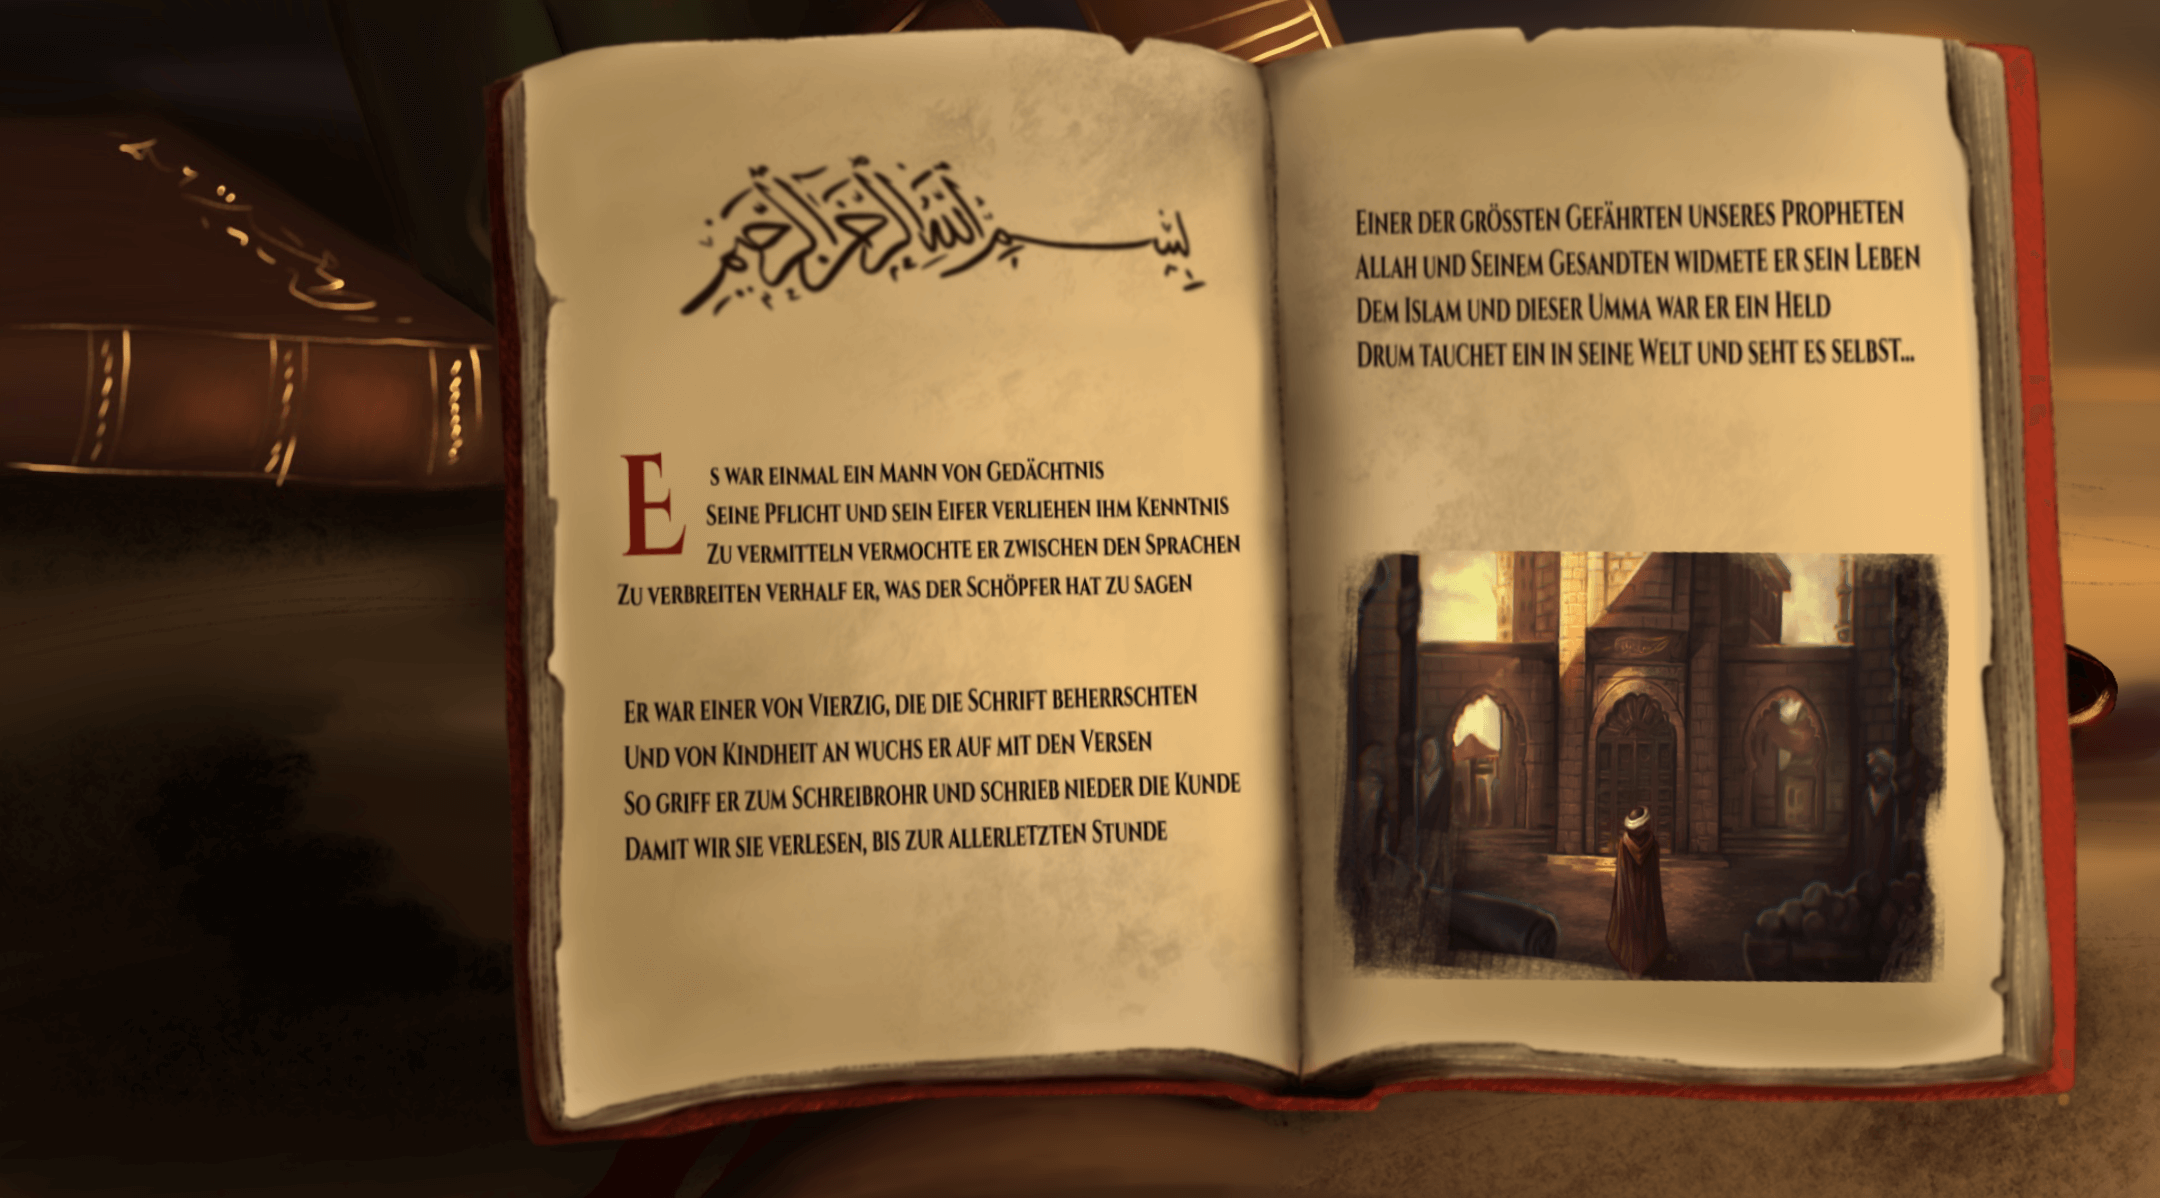 بِسْمِ اللَّهِ الرَّحْمَٰنِ الرَّحِيمِ
ES WAR EINMAL EIN MANN VON GEDÄCHTNIS
SEINE PFLICHT UND SEIN EIFER VERLIEHEN IHM KENNTNIS
ZU VERMITTELN VERMOCHTE ER ZWISCHEN DEN SPRACHEN
ZU VERBREITEN VERHALF ER, WAS DER SCHÖPFER HAT ZU SAGEN
ER WAR EINER VON VIERZIG, DIE DIE SCHRIFT BEHERRSCHTEN
UND VON KINDHEIT AN WUCHS ER AUF MIT DEN VERSEN
SO GRIFF ER ZUM SCHREIBROHR UND SCHRIEB NIEDER DIE KUNDE
DAMIT WIR SIE VERLESEN, BIS ZUR ALLERLETZTEN STUNDE
EINER DER GRÖSSTEN GEFÄHRTEN UNSERES PROPHETEN
ALLAH UND SEINEM GESANDTEN WIDMETE ER SEIN LEBEN
DEM ISLAM UND DIESER UMMA WAR ER EIN HELD
DRUM TAUCHET EIN IN SEINE WELT UND SEHT ES SELBST...